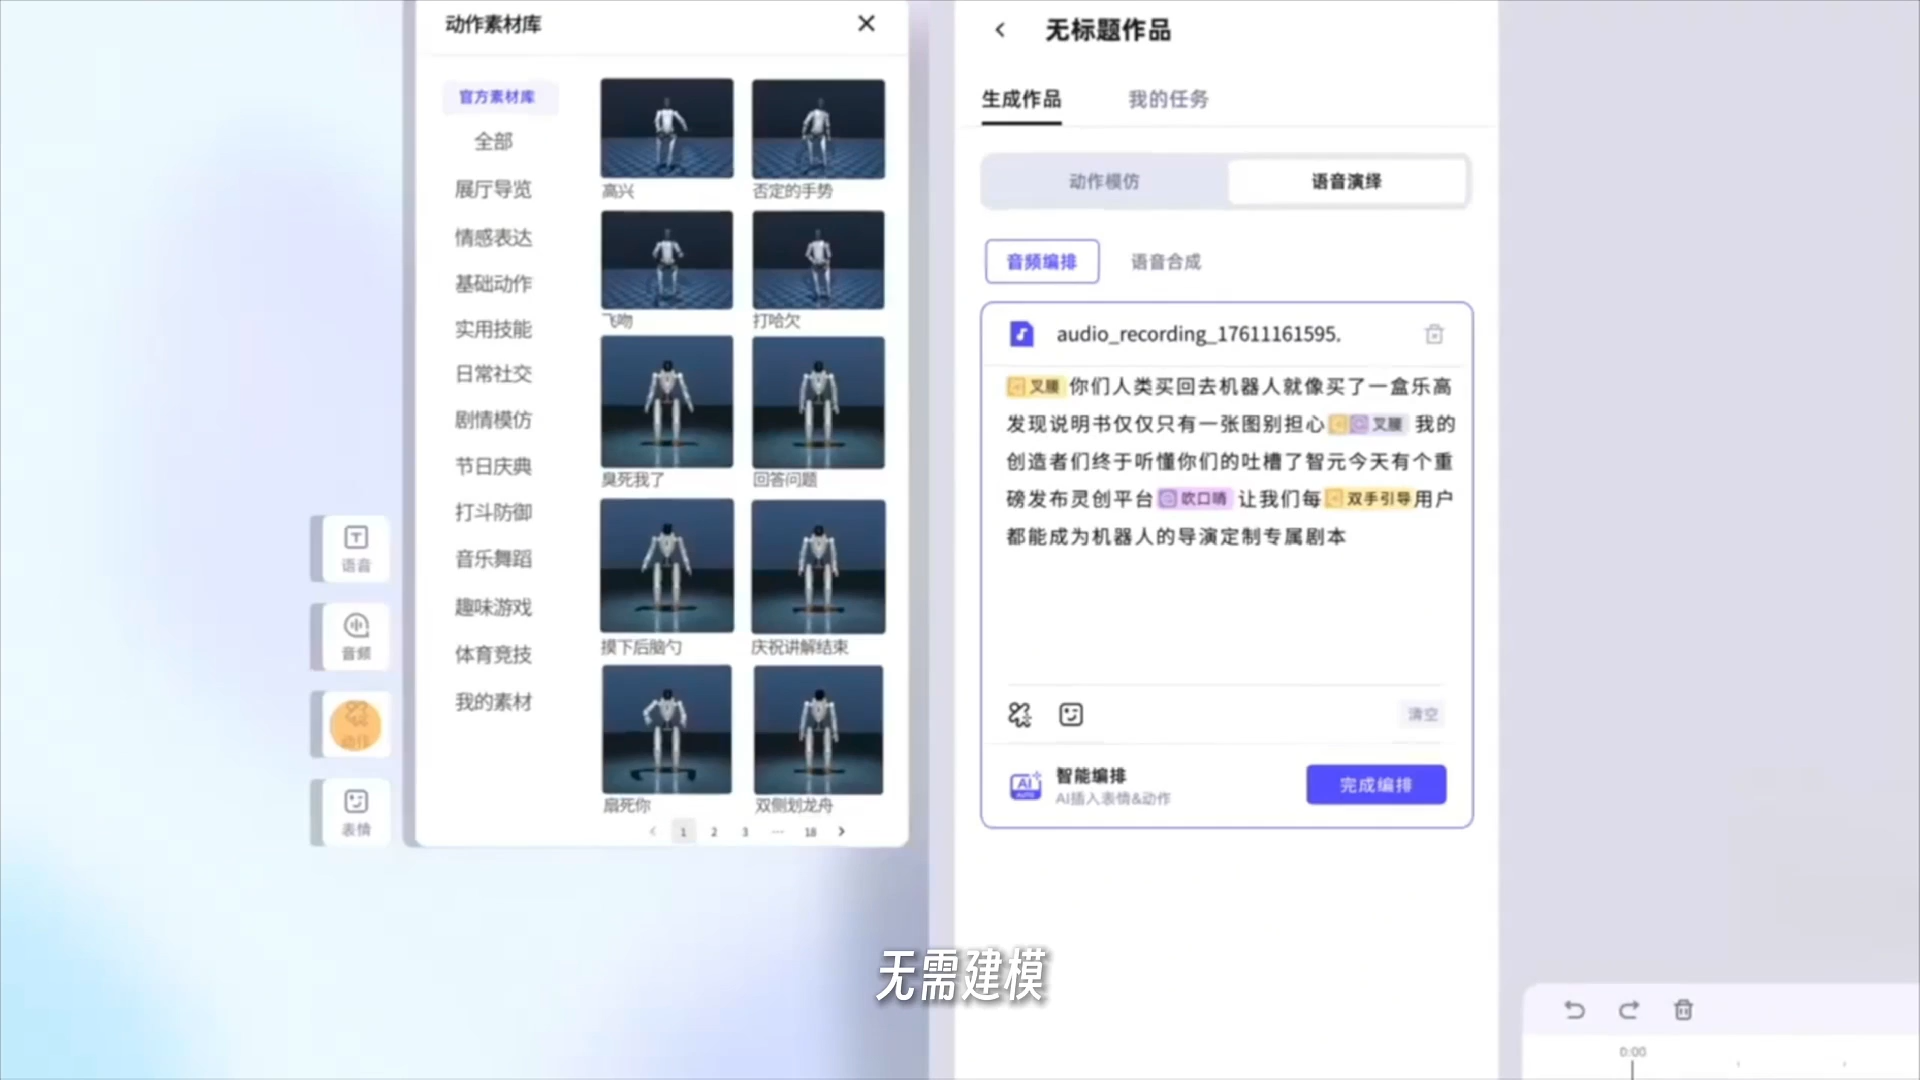 动作素材库
官方素材库
全部
展厅导览
情感表达
基础动作
实用技能
日常社交
剧情模仿
节日庆典
打斗防御
音乐舞蹈
趣味游戏
体育竞技
我的素材
高兴
否定的手势
飞吻
打哈欠
臭死我了
回答问题
摸下后脑勺
庆祝讲解结束
扇死你
双侧划龙舟
1 2 3 ··· 18
语音
音频
动作
表情
无标题作品
生成作品 我的任务
动作模仿 语音演绎
音频编排 语音合成
audio_recording_17611161595.
叉腰 你们人类买回去机器人就像买了一盒乐高
发现说明书仅仅只有一张图别担心 叉腰 我的
创造者们终于听懂你们的吐槽了智元今天有个重
磅发布灵创平台 吹口哨 让我们每 双手引导 用户
都能成为机器人的导演定制专属剧本
清空
AI AUTO
智能编排
AI插入表情&动作
完成编排
无需建模
0:00